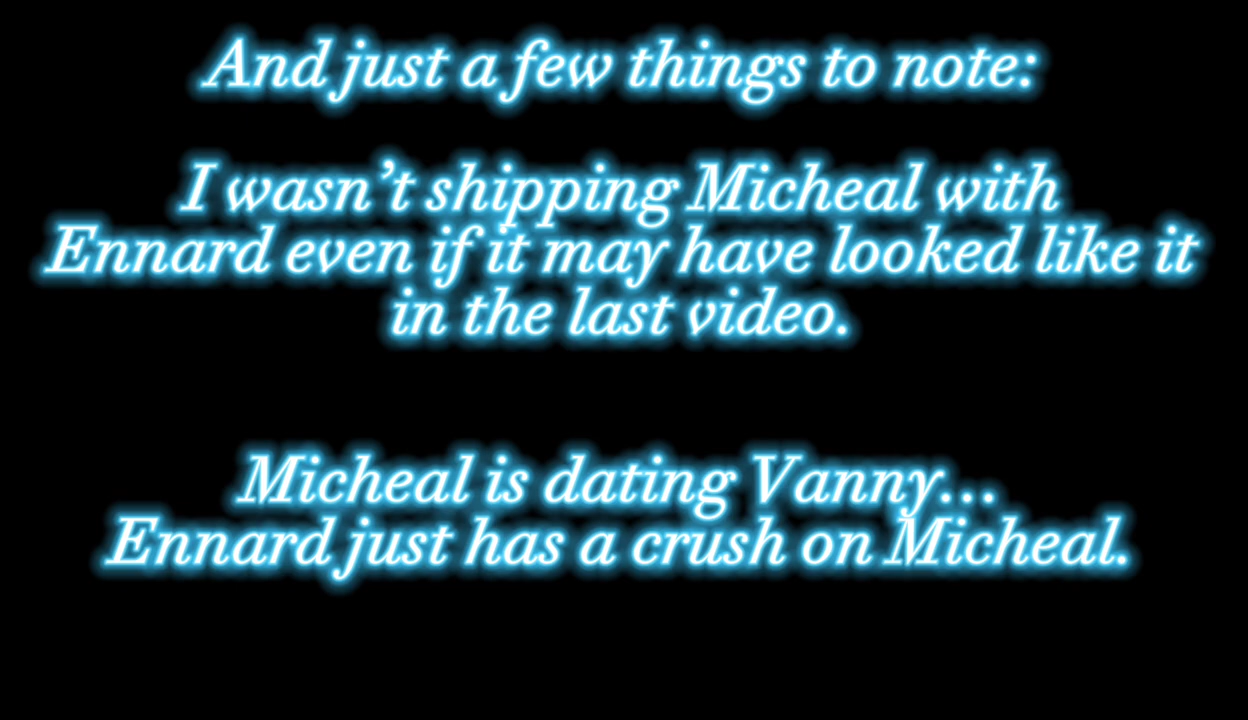 And just a few things to note:
I wasn’t shipping Micheal with
Ennard even if it may have looked like it
in the last video.
Micheal is dating Vanny...
Ennard just has a crush on Micheal.